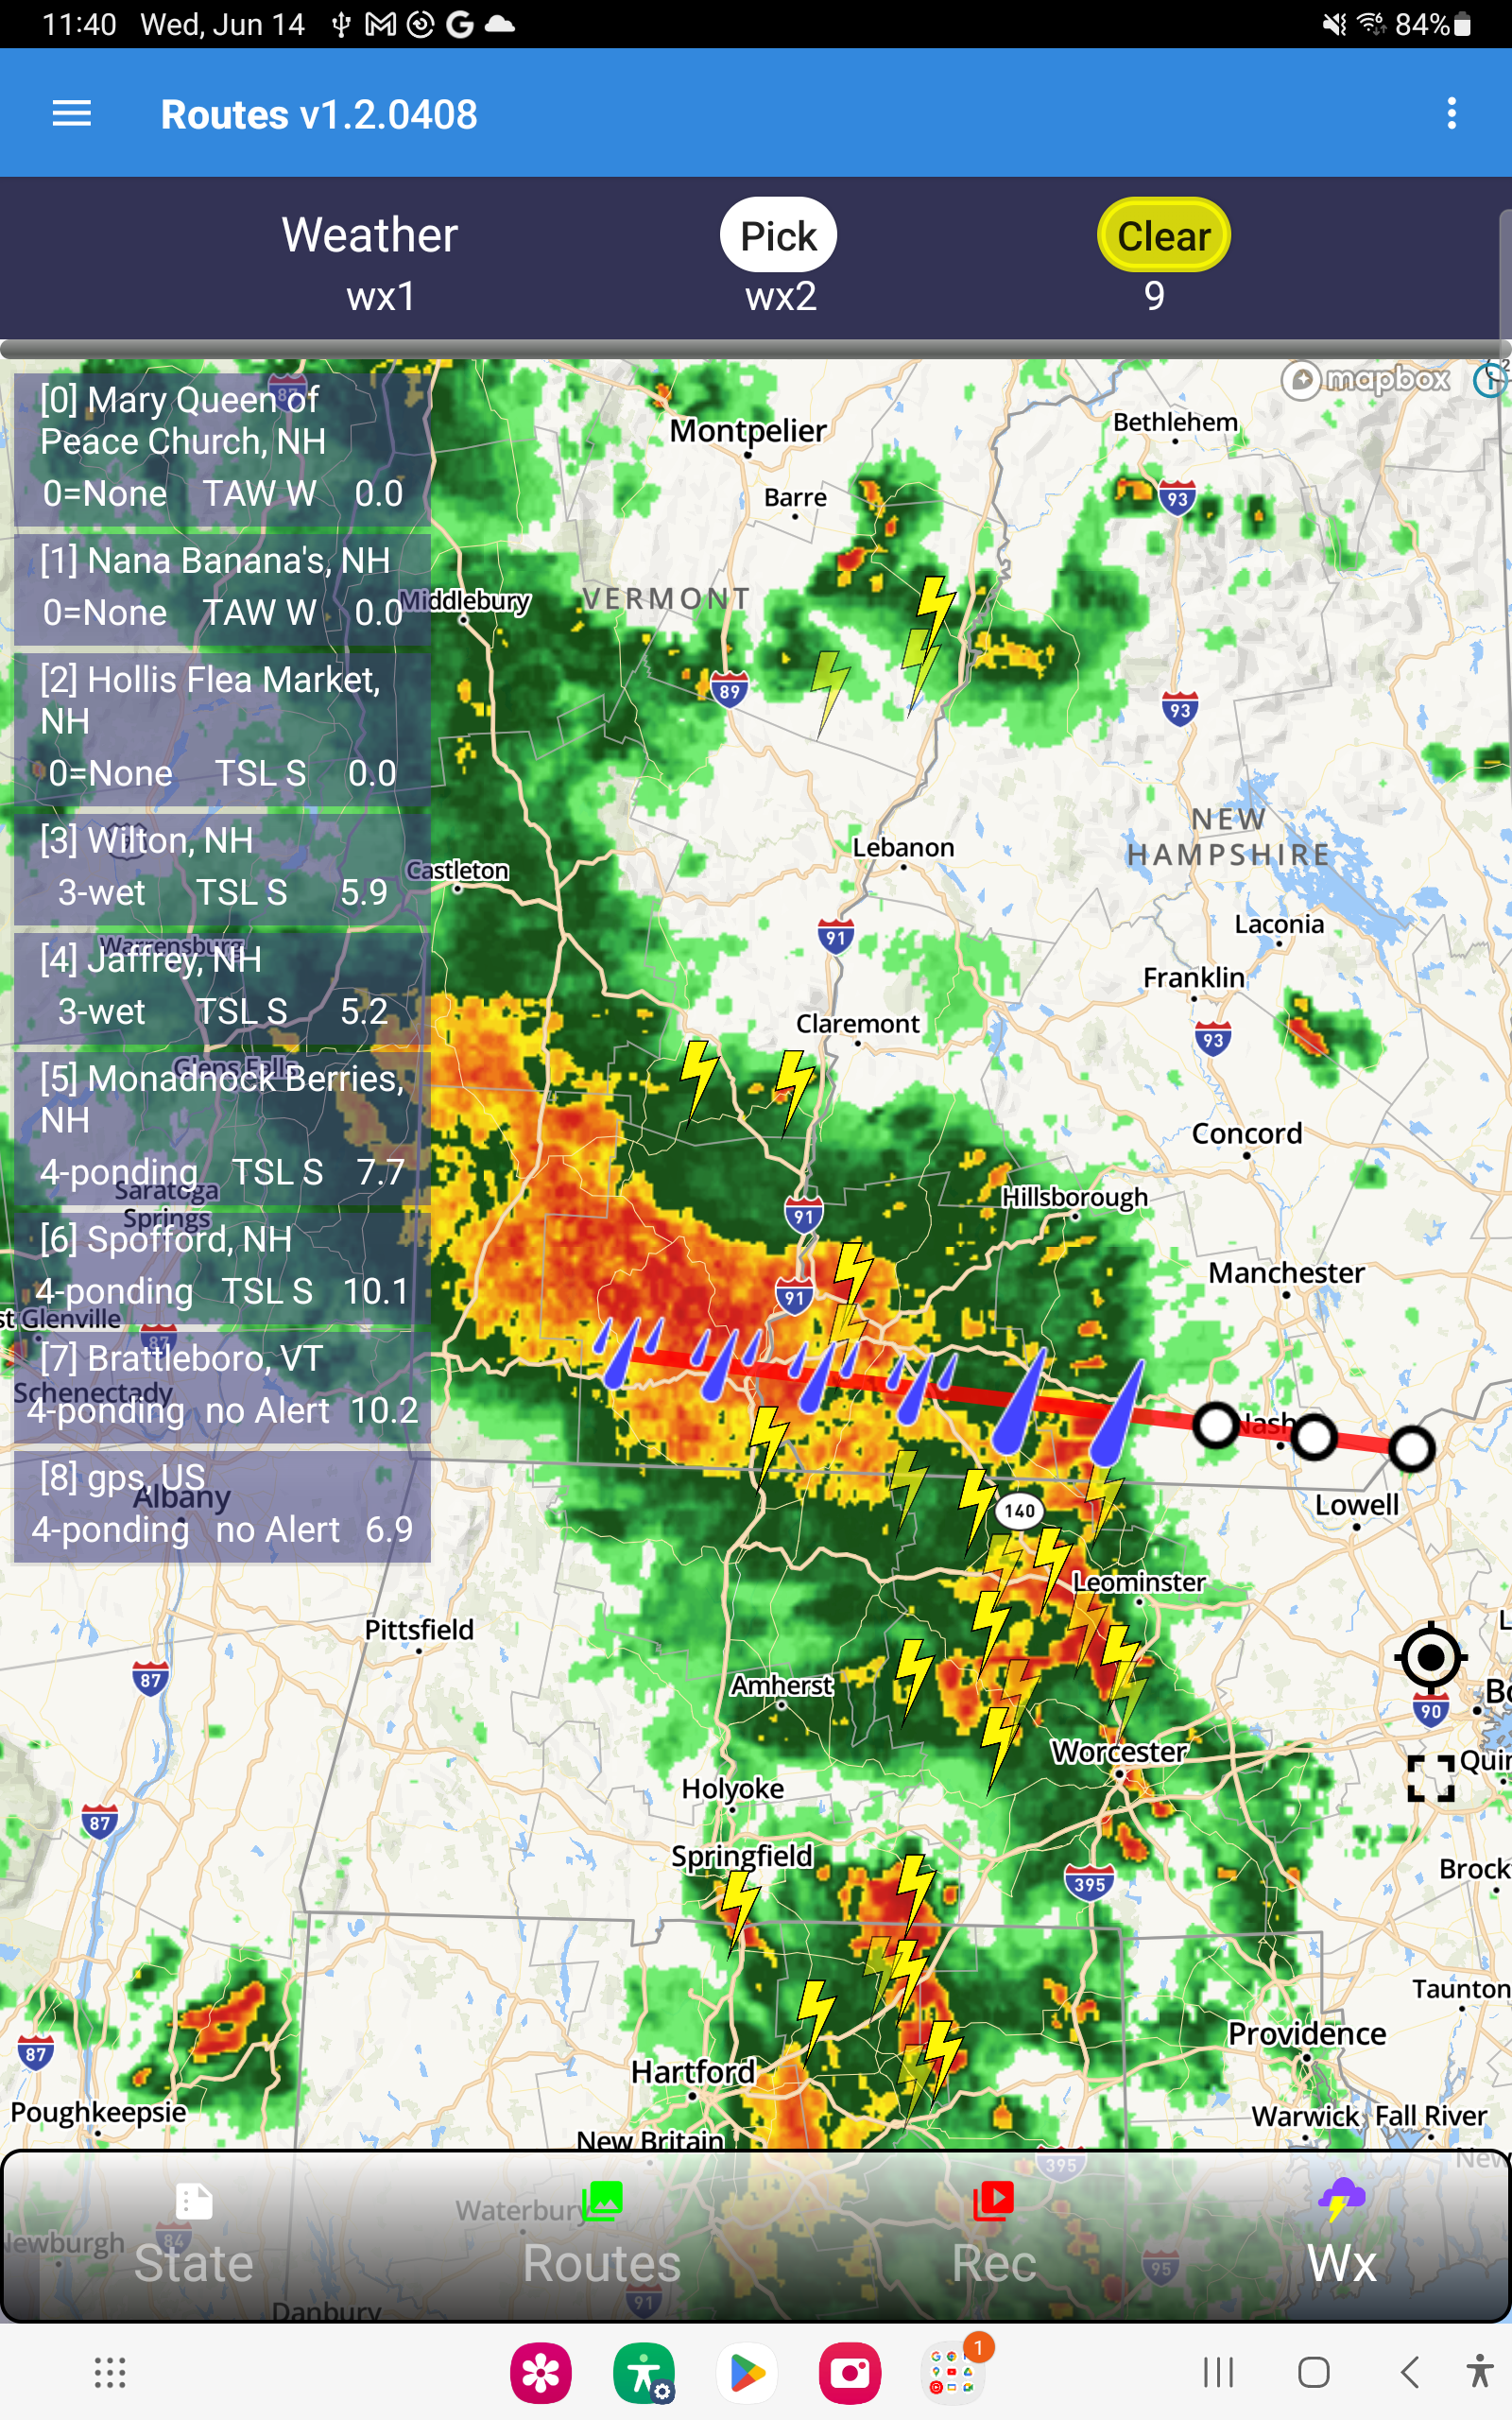 11:40 Wed, Jun 14
84%
Routes v1.2.0408
Weather Pick Clear
wx1 wx2 9
mapbox
[0] Mary Queen of
Peace Church, NH
0=None TAW W 0.0
[1] Nana Banana's, NH
0=None TAW W 0.0
[2] Hollis Flea Market,
NH
0=None TSL S 0.0
[3] Wilton, NH
3-wet TSL S 5.9
[4] Jaffrey, NH
3-wet TSL S 5.2
[5] Monadnock Berries,
NH
4-ponding TSL S 7.7
[6] Spofford, NH
4-ponding TSL S 10.1
[7] Brattleboro, VT
4-ponding no Alert 10.2
[8] gps, US
4-ponding no Alert 6.9
87
Montpelier
Bethlehem
Barre
93
Middlebury
VERMONT
89
93
NEW
HAMPSHIRE
Lebanon
Castleton
Laconia
91
Warrensburg
Franklin
Claremont
93
Glens Falls
Concord
Saratoga
Springs
Hillsborough
91
Manchester
91
st Glenville
87
Schenectady
Nash
Albany
140
Lowell
Leominster
Pittsfield
87
Amherst
Bo
90
Worcester
Quin
Holyoke
87
Springfield
Brock
395
Taunton
Providence
87
Hartford
Poughkeepsie
Warwick
Fall River
New Britain
395
New
Waterbury
Newburgh
84
95
91
Danbury
State Routes Rec Wx
1